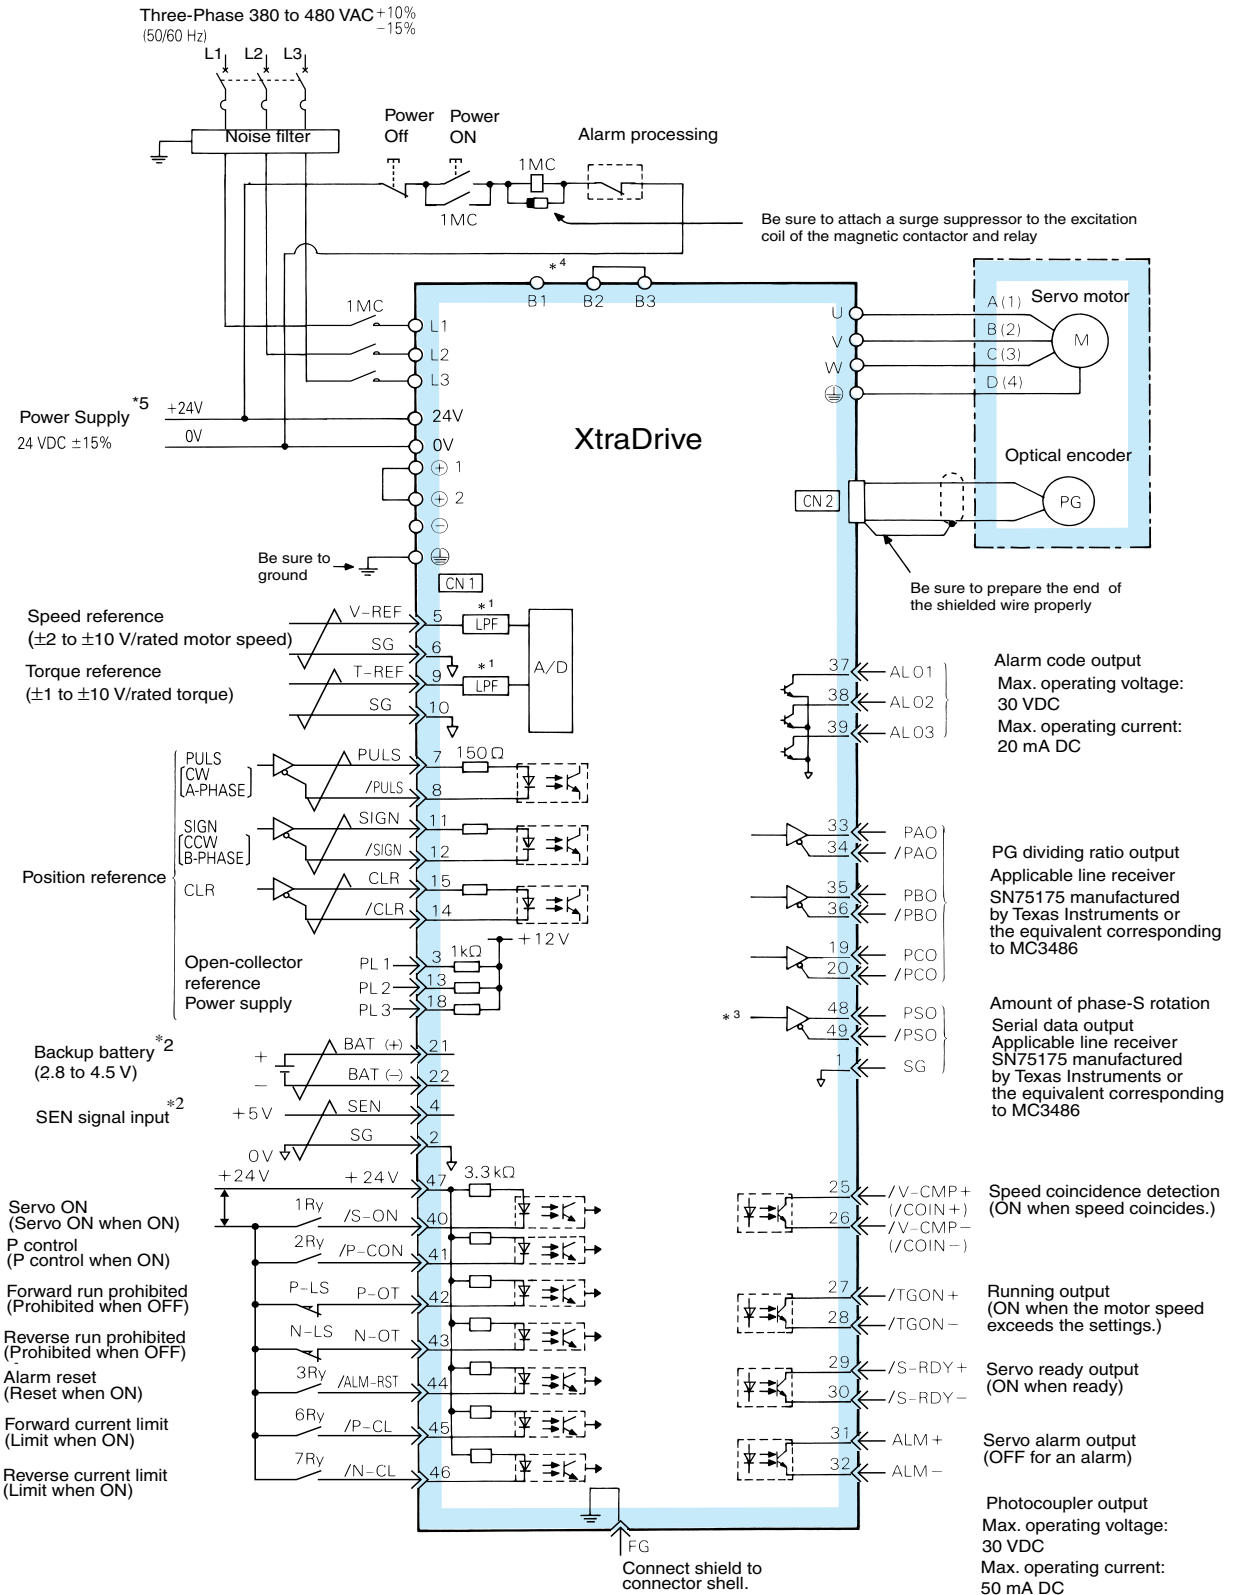 Three-Phase 380 to 480 VAC +10% −15%
(50/60 Hz)
L1 L2 L3
Noise filter
Power Off
Power ON
Alarm processing
1MC
1MC
Be sure to attach a surge suppressor to the excitation
coil of the magnetic contactor and relay
*4
B1 B2 B3
1MC
L1
L2
L3
Power Supply *5
24 VDC ±15%
+24V
0V
24V
0V
⊕ 1
⊕ 2
⊖
Be sure to
ground
XtraDrive
U
V
W
A (1)
B (2)
C (3)
D (4)
Servo motor
M
Optical encoder
PG
CN 2
Be sure to prepare the end of
the shielded wire properly
CN 1
Speed reference
(±2 to ±10 V/rated motor speed)
V−REF 5 *1 LPF
SG 6
Torque reference
(±1 to ±10 V/rated torque)
T−REF 9 *1 LPF
SG 10
A/D
Position reference
PULS
CW
A-PHASE
PULS 7 150Ω
/PULS 8
SIGN
CCW
B-PHASE
SIGN 11
/SIGN 12
CLR
CLR 15
/CLR 14
+12V
Open-collector
reference
Power supply
PL 1 3 1kΩ
PL 2 13
PL 3 18
Backup battery *2
(2.8 to 4.5 V)
+
−
BAT (+) 21
BAT (−) 22
SEN signal input *2
+5V
SEN 4
0V
SG 2
+24V
+24V 47 3.3kΩ
Servo ON
(Servo ON when ON)
1Ry /S-ON 40
P control
(P control when ON)
2Ry /P−CON 41
Forward run prohibited
(Prohibited when OFF)
P−LS P−OT 42
Reverse run prohibited
(Prohibited when OFF)
N−LS N−OT 43
Alarm reset
(Reset when ON)
3Ry /ALM−RST 44
Forward current limit
(Limit when ON)
6Ry /P−CL 45
Reverse current limit
(Limit when ON)
7Ry /N−CL 46
37 ALO1
38 ALO2
39 ALO3
Alarm code output
Max. operating voltage:
30 VDC
Max. operating current:
20 mA DC
33 PAO
34 /PAO
35 PBO
36 /PBO
19 PCO
20 /PCO
PG dividing ratio output
Applicable line receiver
SN75175 manufactured
by Texas Instruments or
the equivalent corresponding
to MC3486
*3
48 PSO
49 /PSO
1 SG
Amount of phase-S rotation
Serial data output
Applicable line receiver
SN75175 manufactured
by Texas Instruments or
the equivalent corresponding
to MC3486
25 /V−CMP+
(/COIN+)
26 /V−CMP−
(/COIN−)
Speed coincidence detection
(ON when speed coincides.)
27 /TGON+
28 /TGON−
Running output
(ON when the motor speed
exceeds the settings.)
29 /S−RDY+
30 /S−RDY−
Servo ready output
(ON when ready)
31 ALM+
32 ALM−
Servo alarm output
(OFF for an alarm)
Photocoupler output
Max. operating voltage:
30 VDC
Max. operating current:
50 mA DC
FG
Connect shield to
connector shell.